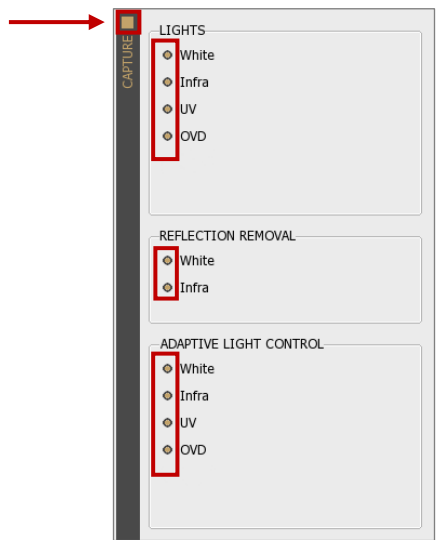 CAPTURE
LIGHTS
White
Infra
UV
OVD
REFLECTION REMOVAL
White
Infra
ADAPTIVE LIGHT CONTROL
White
Infra
UV
OVD